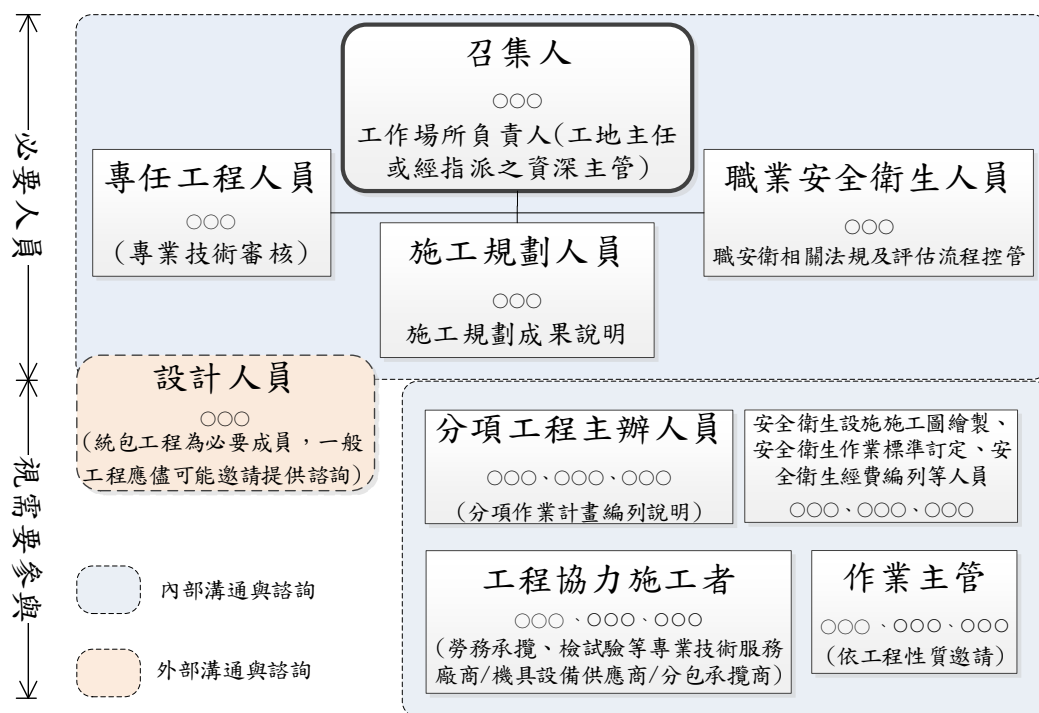 必要人員
召集人
○○○
工作場所負責人(工地主任
或經指派之資深主管)
專任工程人員
○○○
(專業技術審核)
施工規劃人員
○○○
施工規劃成果說明
職業安全衛生人員
○○○
職安衛相關法規及評估流程控管
視需要參與
設計人員
○○○
(統包工程為必要成員,一般
工程應儘可能邀請提供諮詢)
分項工程主辦人員
○○○、○○○、○○○
(分項作業計畫編列說明)
安全衛生設施施工圖繪製、
安全衛生作業標準訂定、安
全衛生經費編列等人員
○○○、○○○、○○○
工程協力施工者
○○○、○○○、○○○
(勞務承攬、檢試驗等專業技術服務
廠商/機具設備供應商/分包承攬商)
作業主管
○○○、○○○、○○○
(依工程性質邀請)
內部溝通與諮詢
外部溝通與諮詢